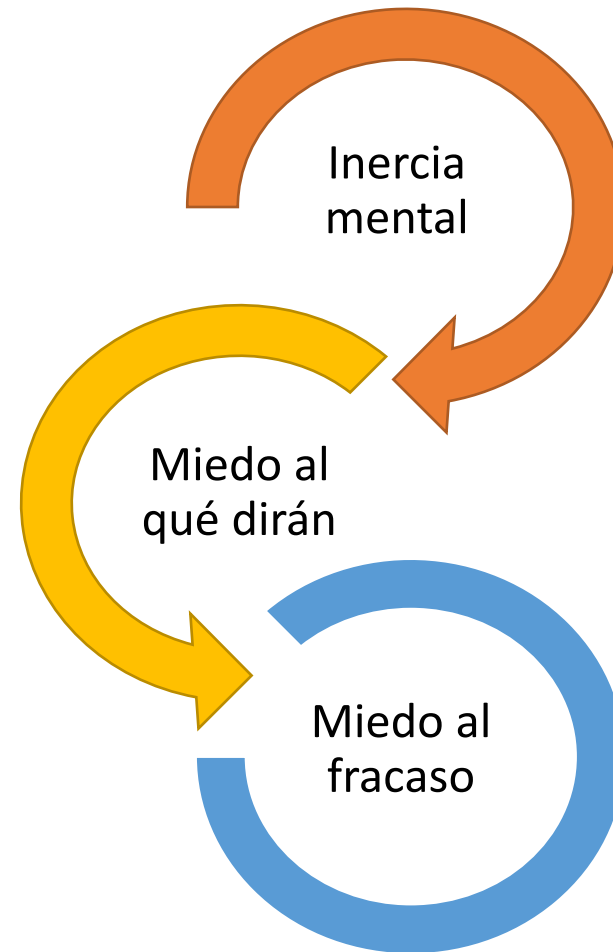 Inercia
mental
Miedo al
qué dirán
Miedo al
fracaso